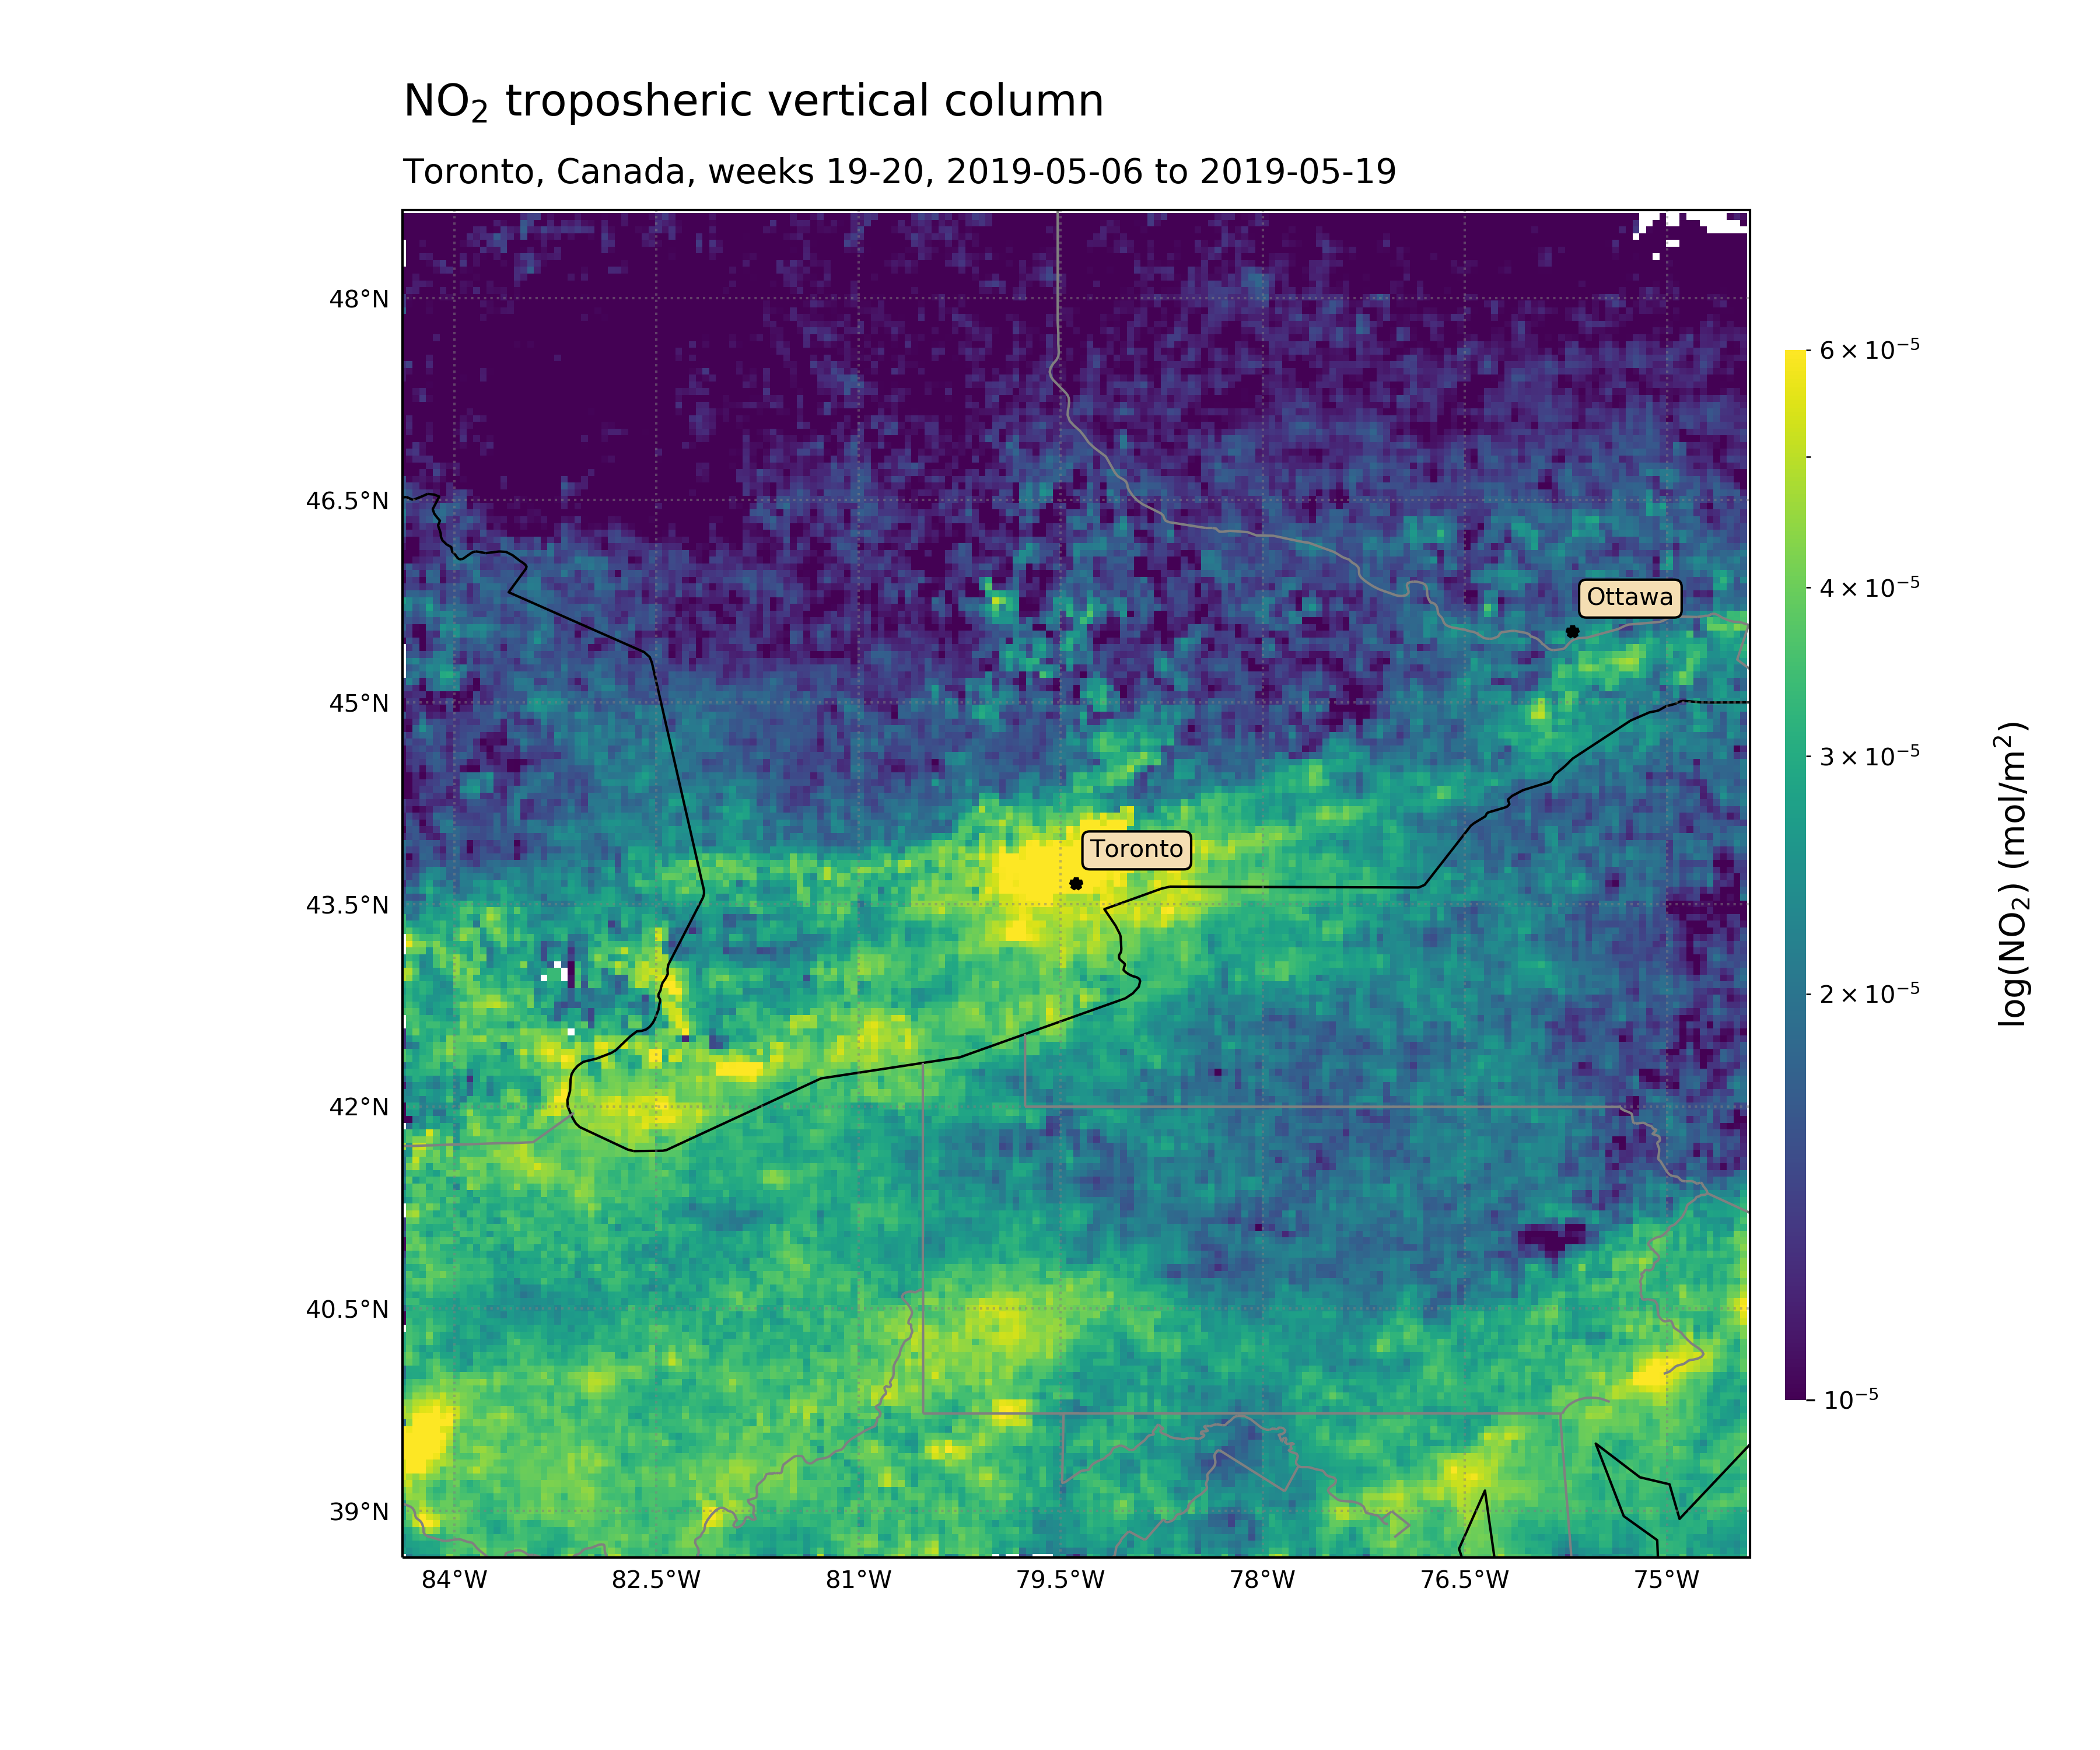 NO₂ troposheric vertical column
Toronto, Canada, weeks 19-20, 2019-05-06 to 2019-05-19
48°N
46.5°N
45°N
43.5°N
42°N
40.5°N
39°N
84°W
82.5°W
81°W
79.5°W
78°W
76.5°W
75°W
Ottawa
Toronto
6 × 10⁻⁵
4 × 10⁻⁵
3 × 10⁻⁵
2 × 10⁻⁵
10⁻⁵
log(NO₂) (mol/m²)